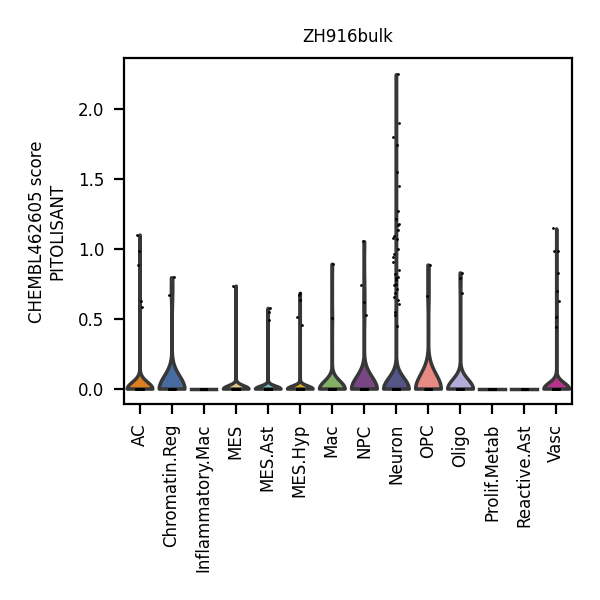 ZH916bulk
CHEMBL462605 score
PITOLISANT
2.0
1.5
1.0
0.5
0.0
AC
Chromatin.Reg
Inflammatory.Mac
MES
MES.Ast
MES.Hyp
Mac
NPC
Neuron
OPC
Oligo
Prolif.Metab
Reactive.Ast
Vasc